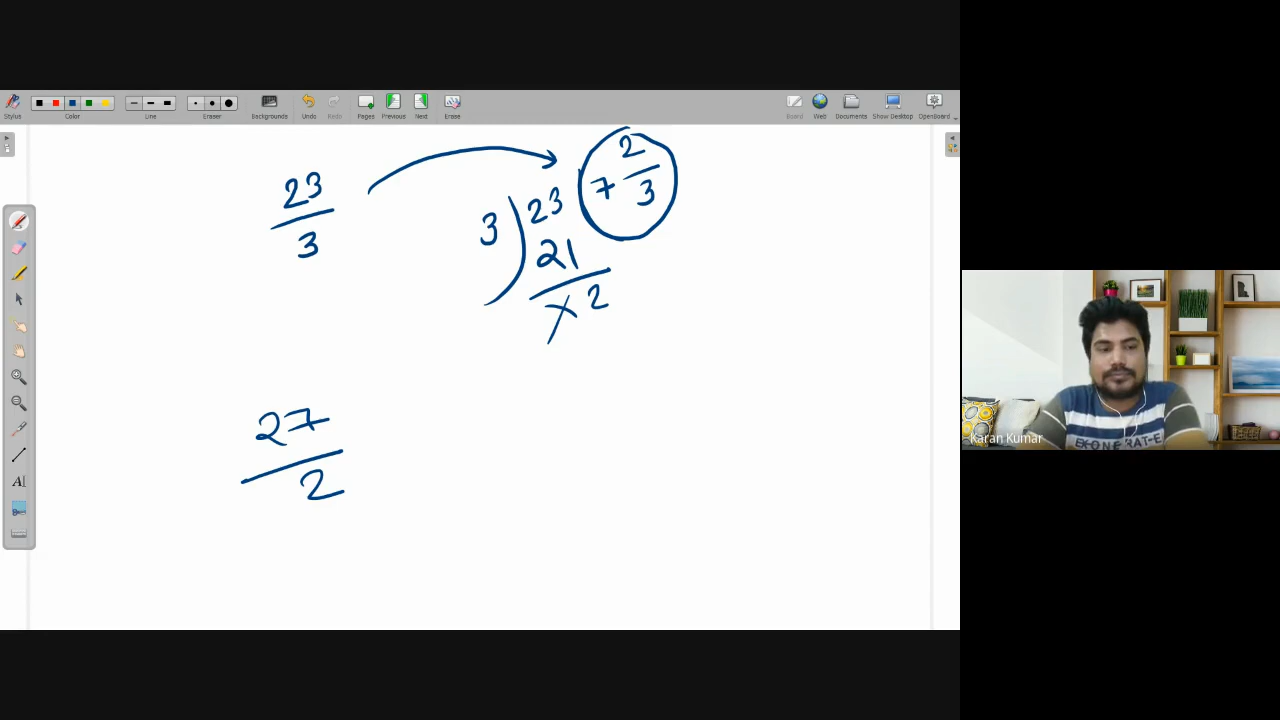 Stylus
Color
Line
Eraser
Backgrounds
Undo
Redo
Pages
Previous
Next
Erase
Board
Web
Documents
Show Desktop
OpenBoard
23
3
3 ) 23 7 2/3
21
x 2
27
2
A
Karan Kumar